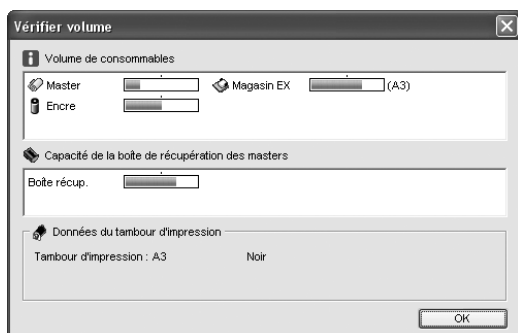 Vérifier volume
Volume de consommables
Master Magasin EX (A3)
Encre
Capacité de la boîte de récupération des masters
Boîte récup.
Données du tambour d'impression
Tambour d'impression : A3 Noir
OK